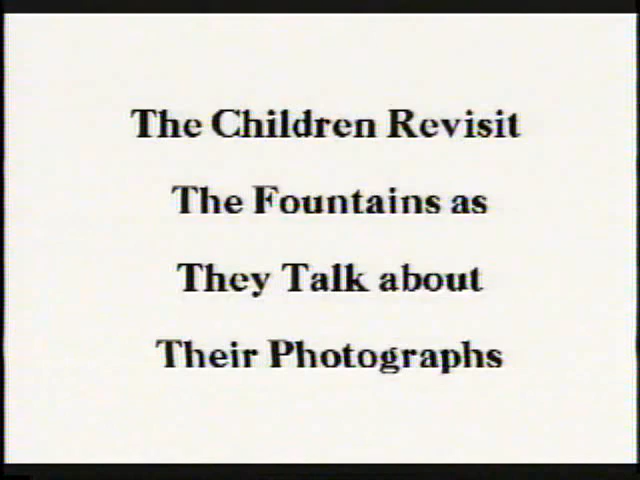 The Children Revisit
The Fountains as
They Talk about
Their Photographs